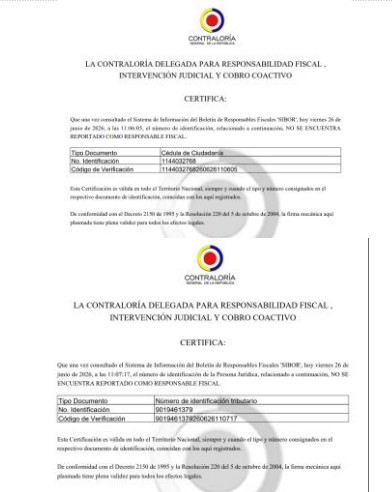 CONTRALORÍA
GENERAL DE LA REPÚBLICA
LA CONTRALORÍA DELEGADA PARA RESPONSABILIDAD FISCAL ,
INTERVENCIÓN JUDICIAL Y COBRO COACTIVO
CERTIFICA:
Que una vez consultado el Sistema de Información del Boletín de Responsables Fiscales 'SIBOR', hoy viernes 26 de
junio de 2026, a las 11:06:05, el número de identificación, relacionado a continuación, NO SE ENCUENTRA
REPORTADO COMO RESPONSABLE FISCAL.
Tipo Documento Cédula de Ciudadanía
No. Identificación 1144032768
Código de Verificación 1144032768260626110605
Esta Certificación es válida en todo el Territorio Nacional, siempre y cuando el tipo y número consignados en el
respectivo documento de identificación, coincidan con los aquí registrados.
De conformidad con el Decreto 2150 de 1995 y la Resolución 220 del 5 de octubre de 2004, la firma mecánica aquí
plasmada tiene plena validez para todos los efectos legales.
CONTRALORÍA
GENERAL DE LA REPÚBLICA
LA CONTRALORÍA DELEGADA PARA RESPONSABILIDAD FISCAL ,
INTERVENCIÓN JUDICIAL Y COBRO COACTIVO
CERTIFICA:
Que una vez consultado el Sistema de Información del Boletín de Responsables Fiscales 'SIBOR', hoy viernes 26 de
junio de 2026, a las 11:07:17, el número de identificación de la Persona Jurídica, relacionado a continuación, NO SE
ENCUENTRA REPORTADO COMO RESPONSABLE FISCAL.
Tipo Documento Número de identificación tributario
No. Identificación 9019461379
Código de Verificación 9019461379260626110717
Esta Certificación es válida en todo el Territorio Nacional, siempre y cuando el tipo y número consignados en el
respectivo documento de identificación, coincidan con los aquí registrados.
De conformidad con el Decreto 2150 de 1995 y la Resolución 220 del 5 de octubre de 2004, la firma mecánica aquí
plasmada tiene plena validez para todos los efectos legales.